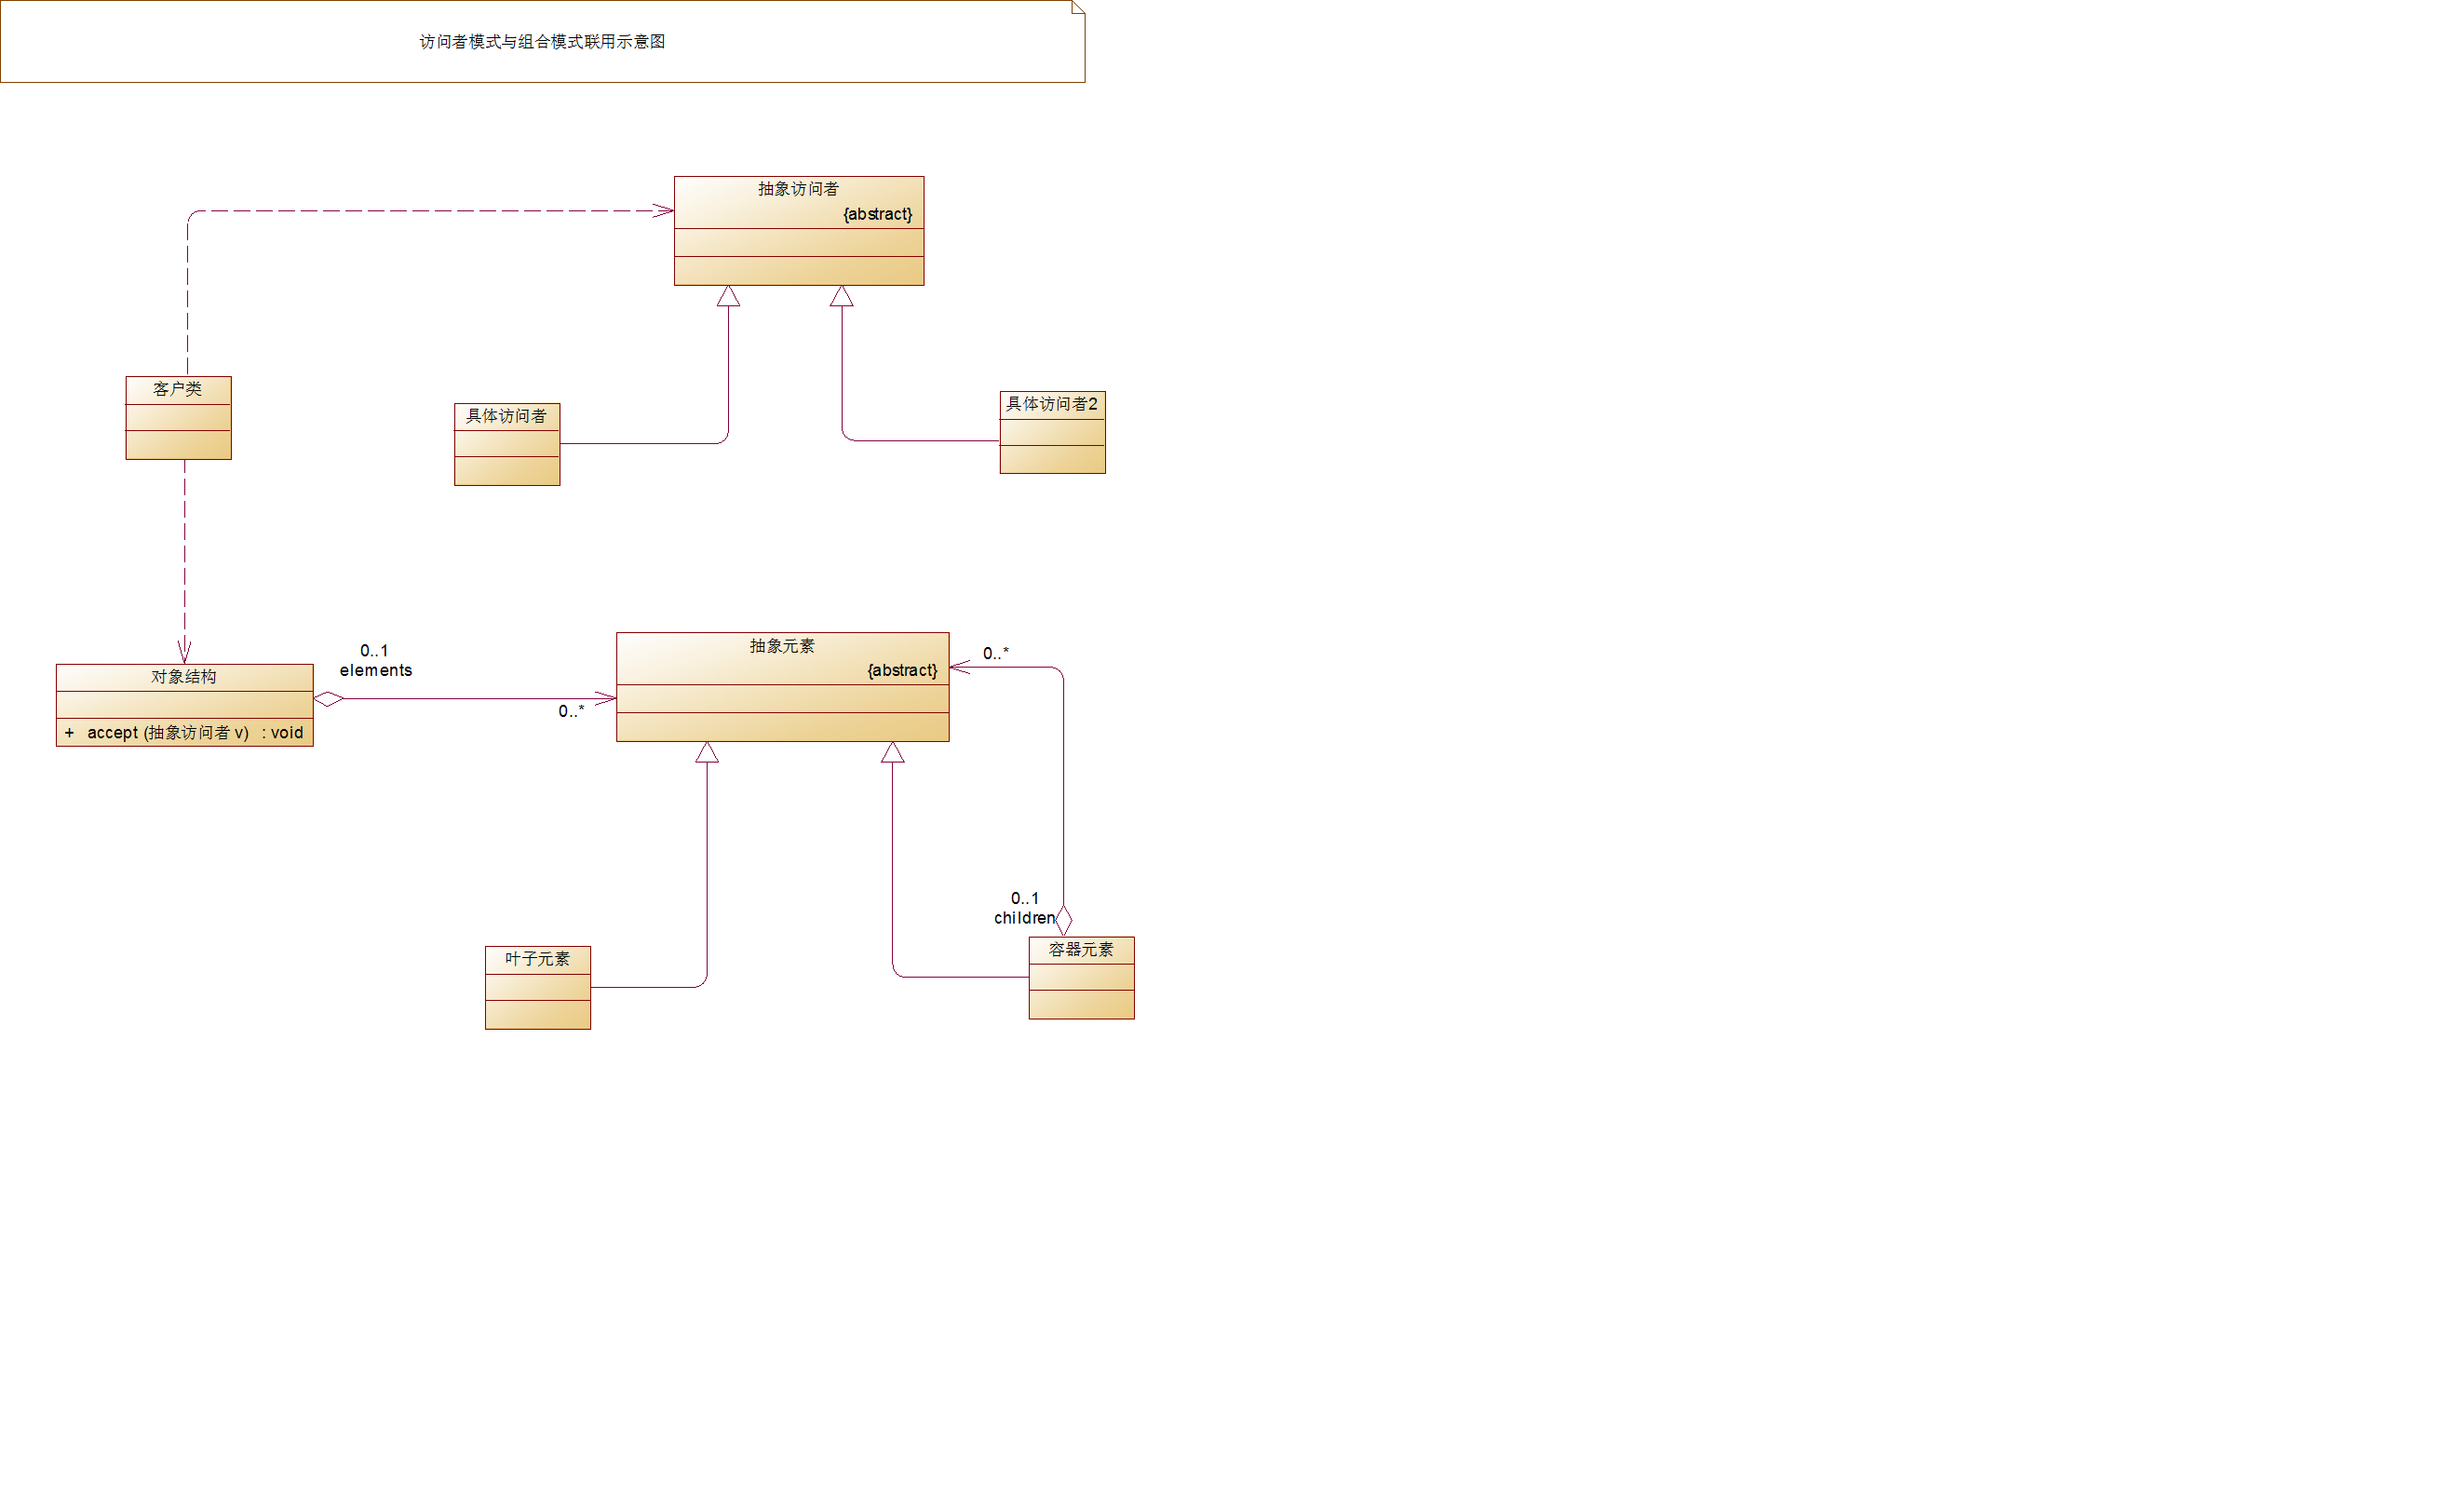 访问者模式与组合模式联用示意图
抽象访问者
{abstract}
客户类
具体访问者
具体访问者2
对象结构
+ accept (抽象访问者 v) : void
0..1
elements
0..*
抽象元素
{abstract}
0..*
0..1
children
叶子元素
容器元素